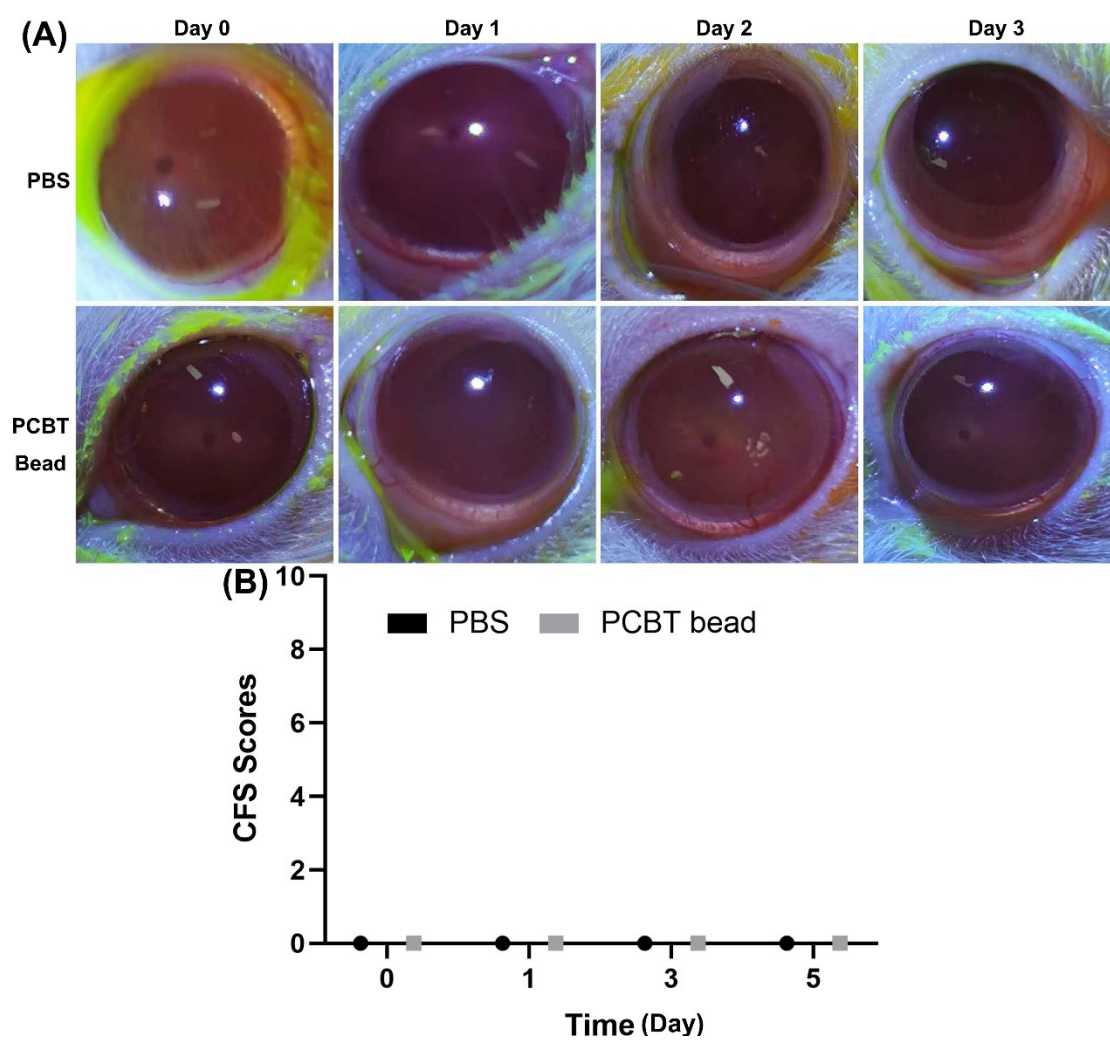 (A)
Day 0 Day 1 Day 2 Day 3
PBS
PCBT
Bead
(B)
10
PBS PCBT bead
8
6
4
2
0
CFS Scores
0 1 3 5
Time (Day)